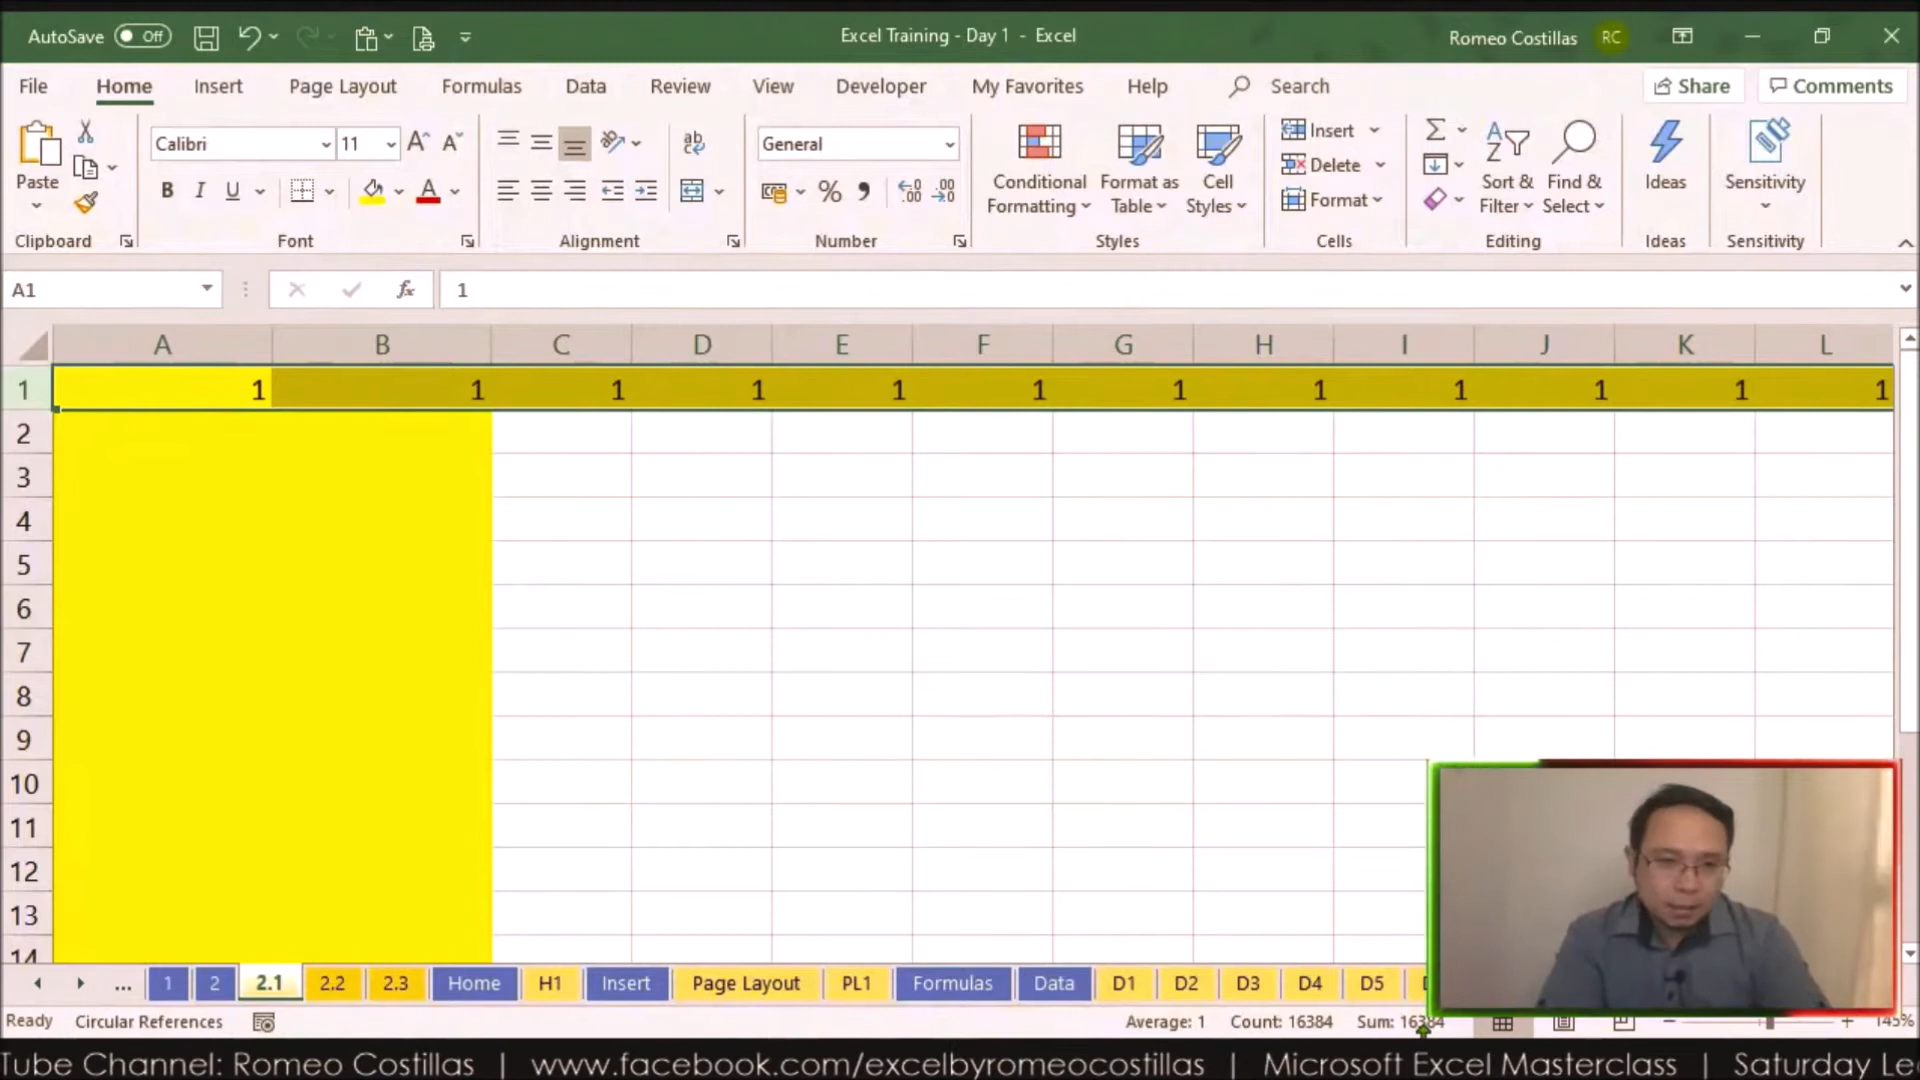 AutoSave Off Excel Training - Day 1 - Excel Romeo Costillas RC
File Home Insert Page Layout Formulas Data Review View Developer My Favorites Help Search Share Comments
Paste
Calibri 11
B I U A
ab
General
% 9 .00
Conditional Formatting
Format as Table
Cell Styles
Insert
Delete
Format
Sort & Filter
Find & Select
Ideas
Sensitivity
Clipboard Font Alignment Number Styles Cells Editing Ideas Sensitivity
A1 fx 1
A B C D E F G H I J K L
1 1 1 1 1 1 1 1 1 1 1 1 1
2
3
4
5
6
7
8
9
10
11
12
13
14
... 1 2 2.1 2.2 2.3 Home H1 Insert Page Layout PL1 Formulas Data D1 D2 D3 D4 D5
Ready Circular References Average: 1 Count: 16384 Sum: 16384 145%
Tube Channel: Romeo Costillas | www.facebook.com/excelbyromeocostillas | Microsoft Excel Masterclass | Saturday Le